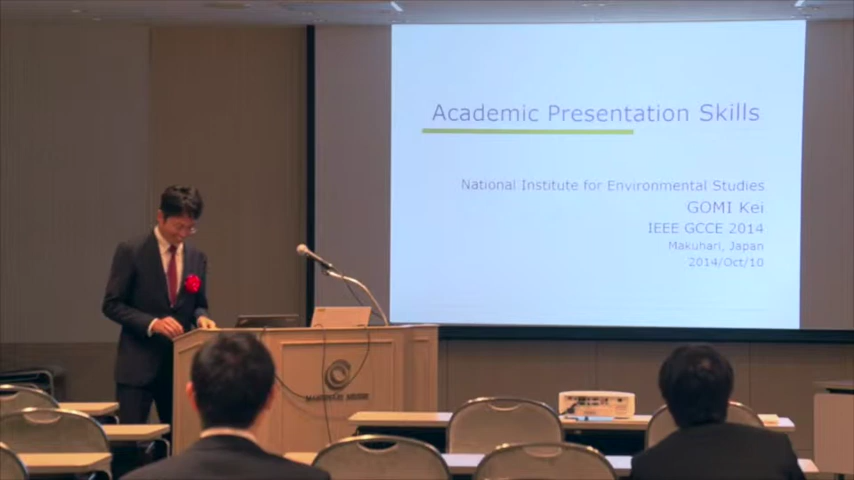 Academic Presentation Skills
National Institute for Environmental Studies
GOMI Kei
IEEE GCCE 2014
Makuhari, Japan
2014/Oct/10